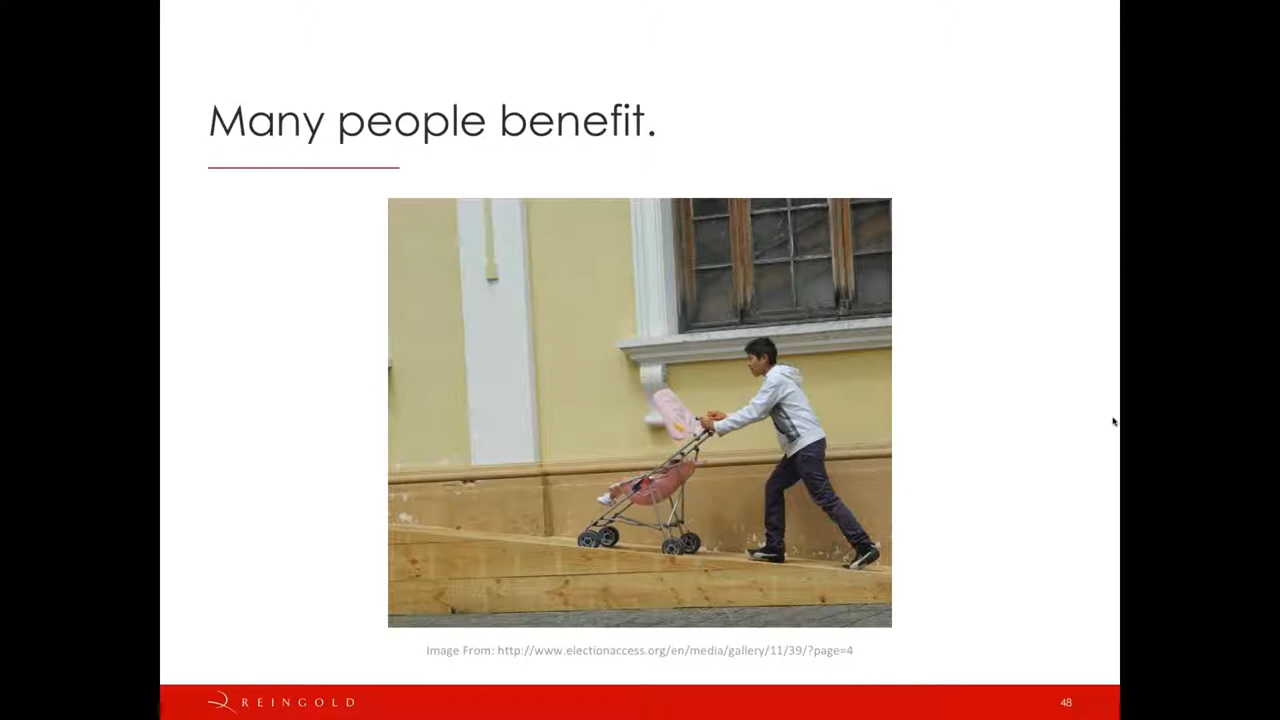 Many people benefit.
Image From: http://www.electionaccess.org/en/media/gallery/11/39/?page=4
REINGOLD
48